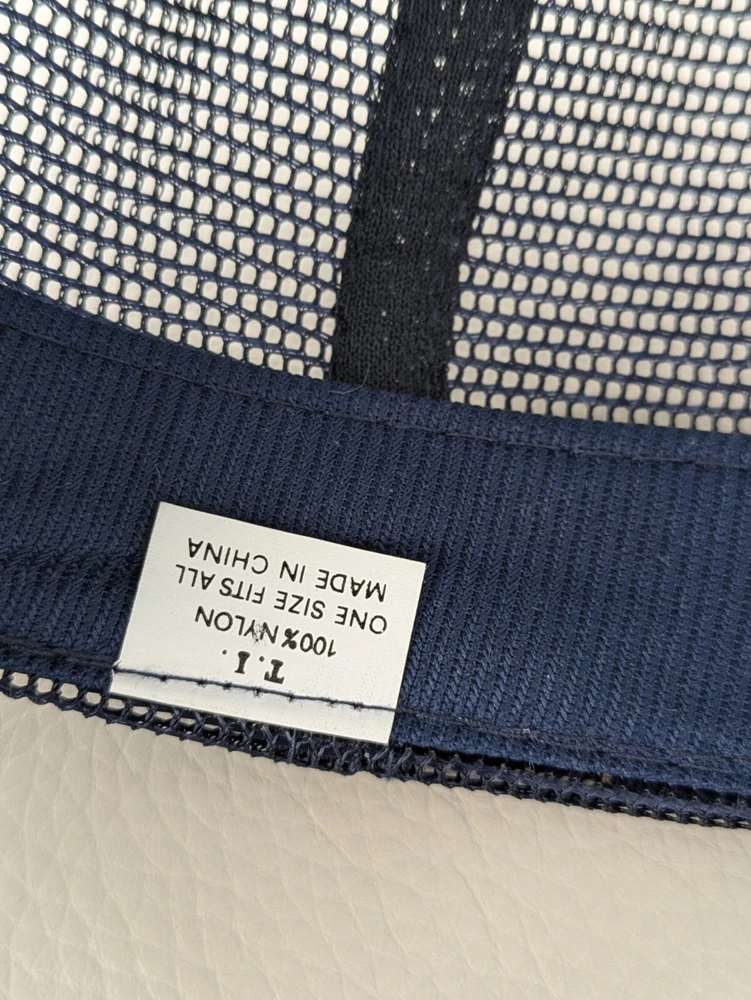 T.I.
100% NYLON
ONE SIZE FITS ALL
MADE IN CHINA